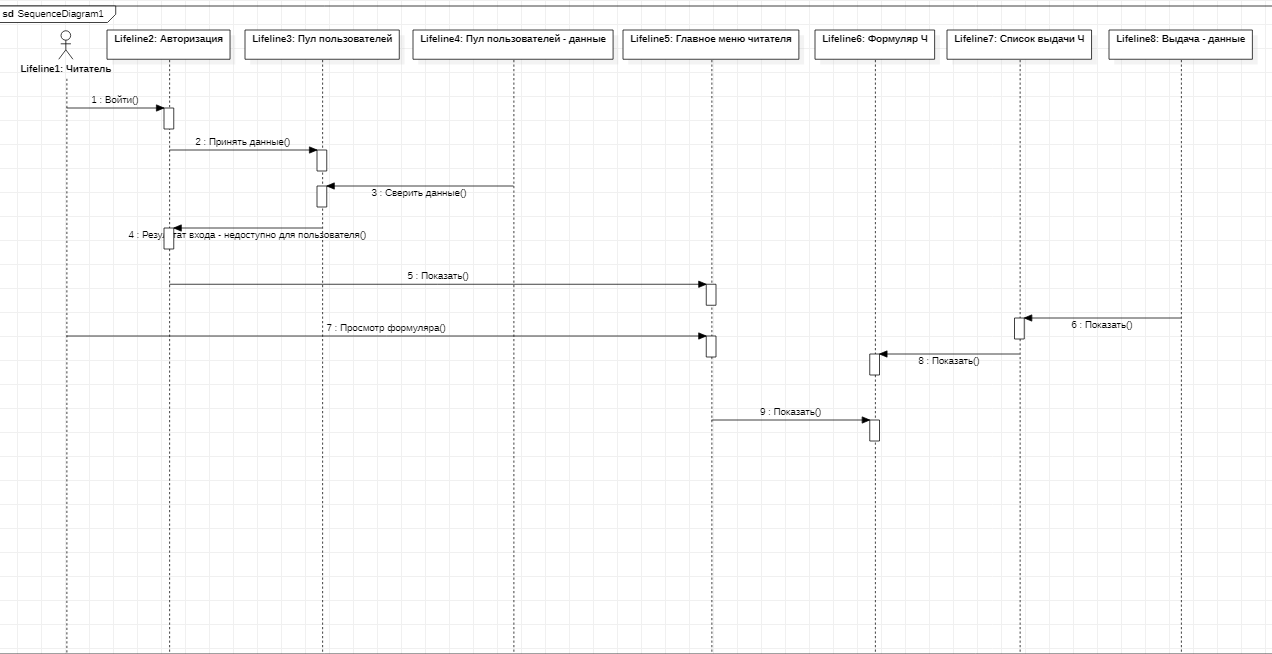 sd SequenceDiagram1
Lifeline1: Читатель
Lifeline2: Авторизация
Lifeline3: Пул пользователей
Lifeline4: Пул пользователей - данные
Lifeline5: Главное меню читателя
Lifeline6: Формуляр Ч
Lifeline7: Список выдачи Ч
Lifeline8: Выдача - данные
1 : Войти()
2 : Принять данные()
3 : Сверить данные()
4 : Результат входа - недоступно для пользователя()
5 : Показать()
6 : Показать()
7 : Просмотр формуляра()
8 : Показать()
9 : Показать()